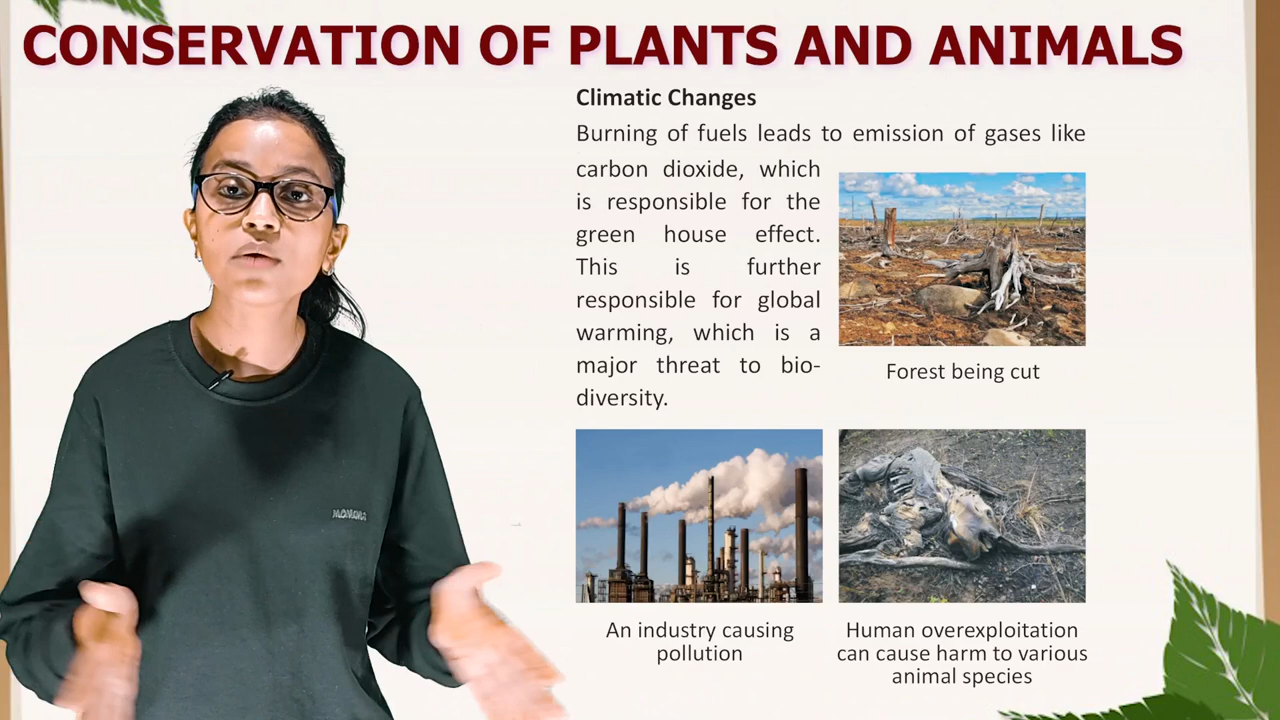 CONSERVATION OF PLANTS AND ANIMALS
Climatic Changes
Burning of fuels leads to emission of gases like
carbon dioxide, which
is responsible for the
green house effect.
This is further
responsible for global
warming, which is a
major threat to bio-
diversity.
Forest being cut
An industry causing
pollution
Human overexploitation
can cause harm to various
animal species